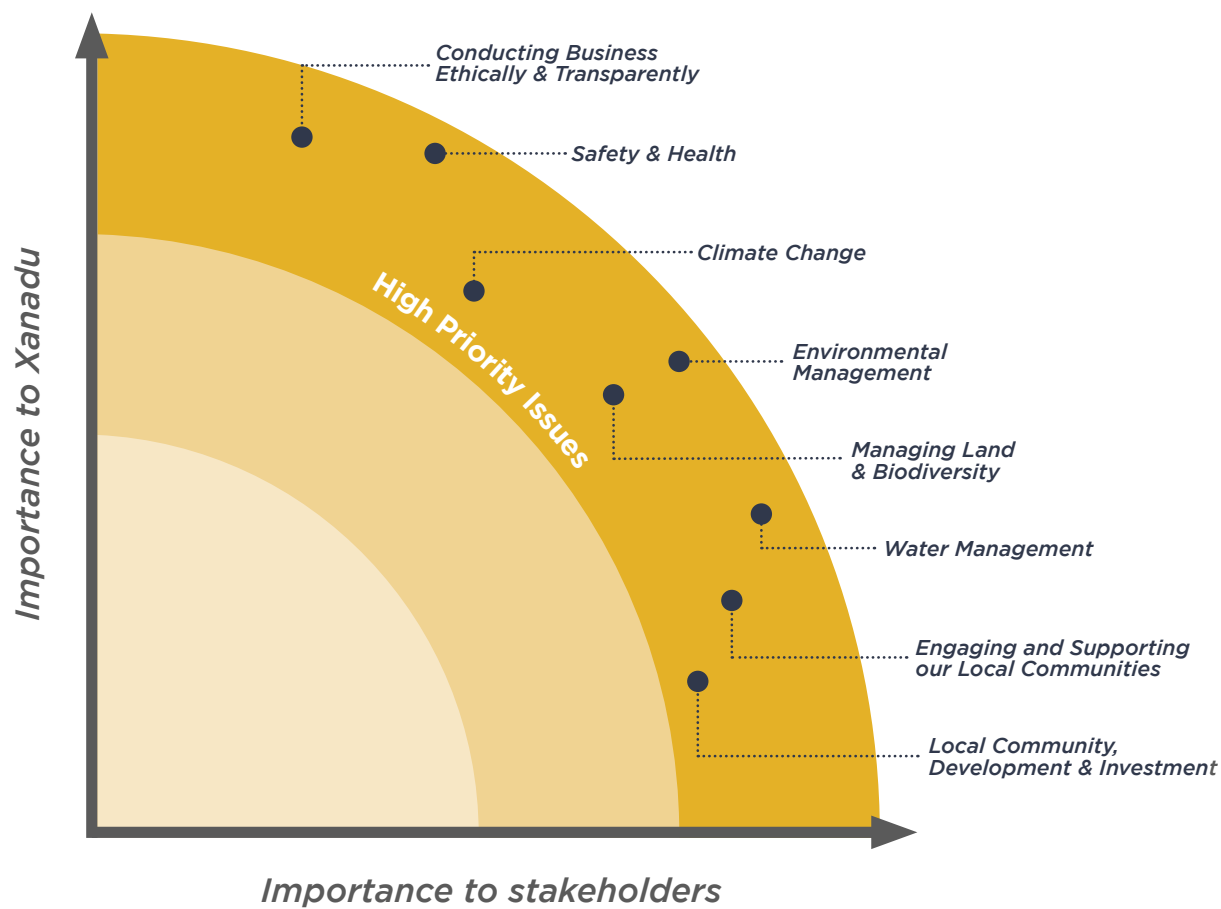 Conducting Business
Ethically & Transparently
Safety & Health
Climate Change
High Priority Issues
Environmental
Management
Managing Land
& Biodiversity
Water Management
Engaging and Supporting
our Local Communities
Local Community,
Development & Investment
Importance to Xanadu
Importance to stakeholders